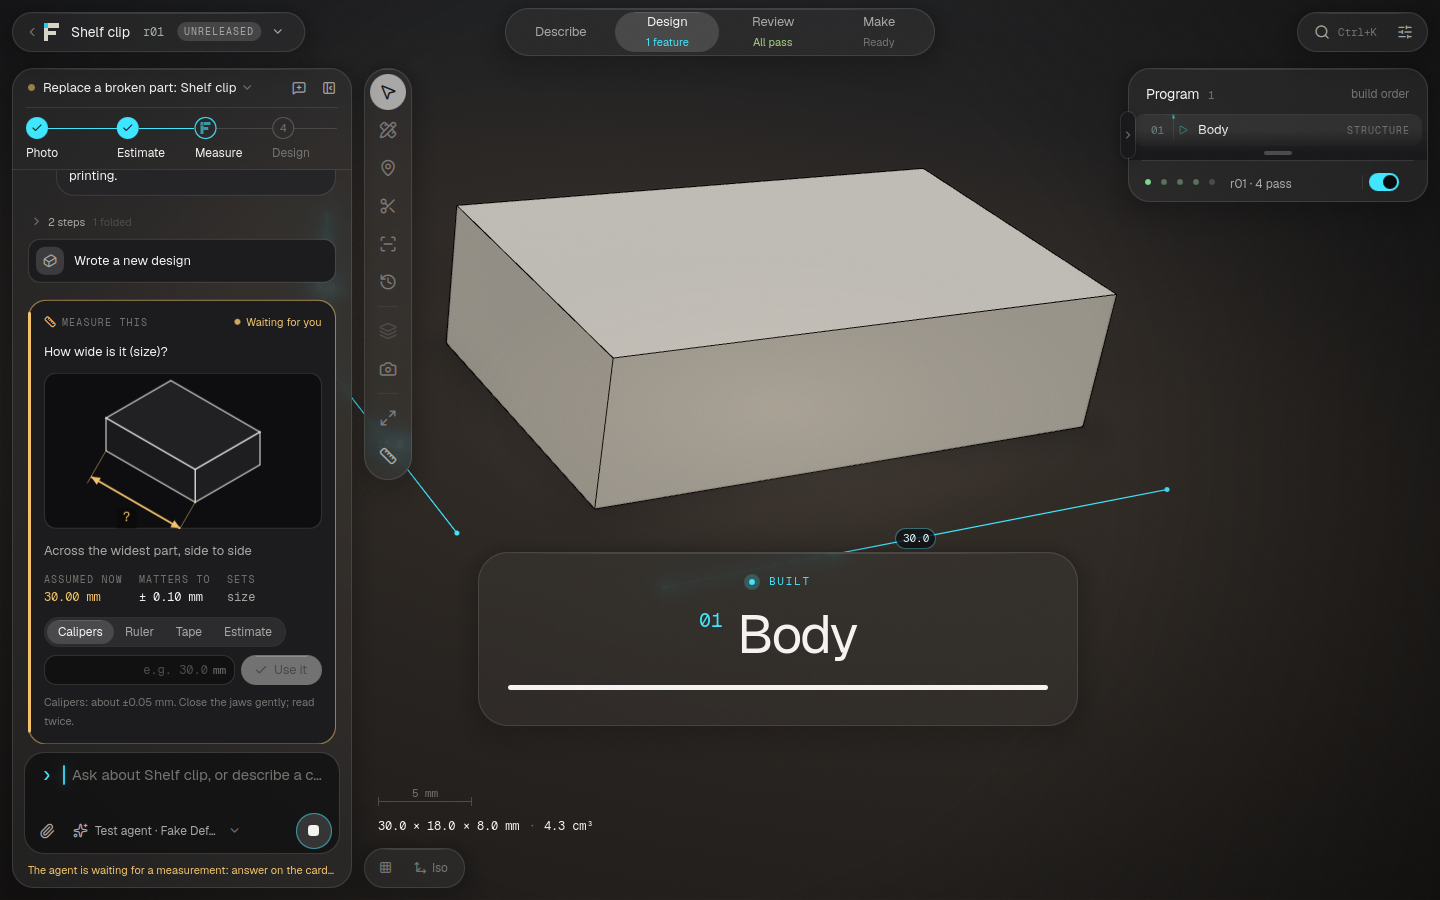 Shelf clip r01 UNRELEASED
Describe
Design
1 feature
Review
All pass
Make
Ready
Ctrl+K
Replace a broken part: Shelf clip
4
Photo Estimate Measure Design
printing.
2 steps 1 folded
Wrote a new design
MEASURE THIS Waiting for you
How wide is it (size)?
?
Across the widest part, side to side
ASSUMED NOW MATTERS TO SETS
30.00 mm ± 0.10 mm size
Calipers Ruler Tape Estimate
e.g. 30.0 mm Use it
Calipers: about ±0.05 mm. Close the jaws gently; read
twice.
Ask about Shelf clip, or describe a c…
Test agent · Fake Def…
The agent is waiting for a measurement: answer on the card…
Program 1 build order
01 Body STRUCTURE
r01 · 4 pass
30.0
BUILT
01 Body
5 mm
30.0 × 18.0 × 8.0 mm · 4.3 cm³
Iso